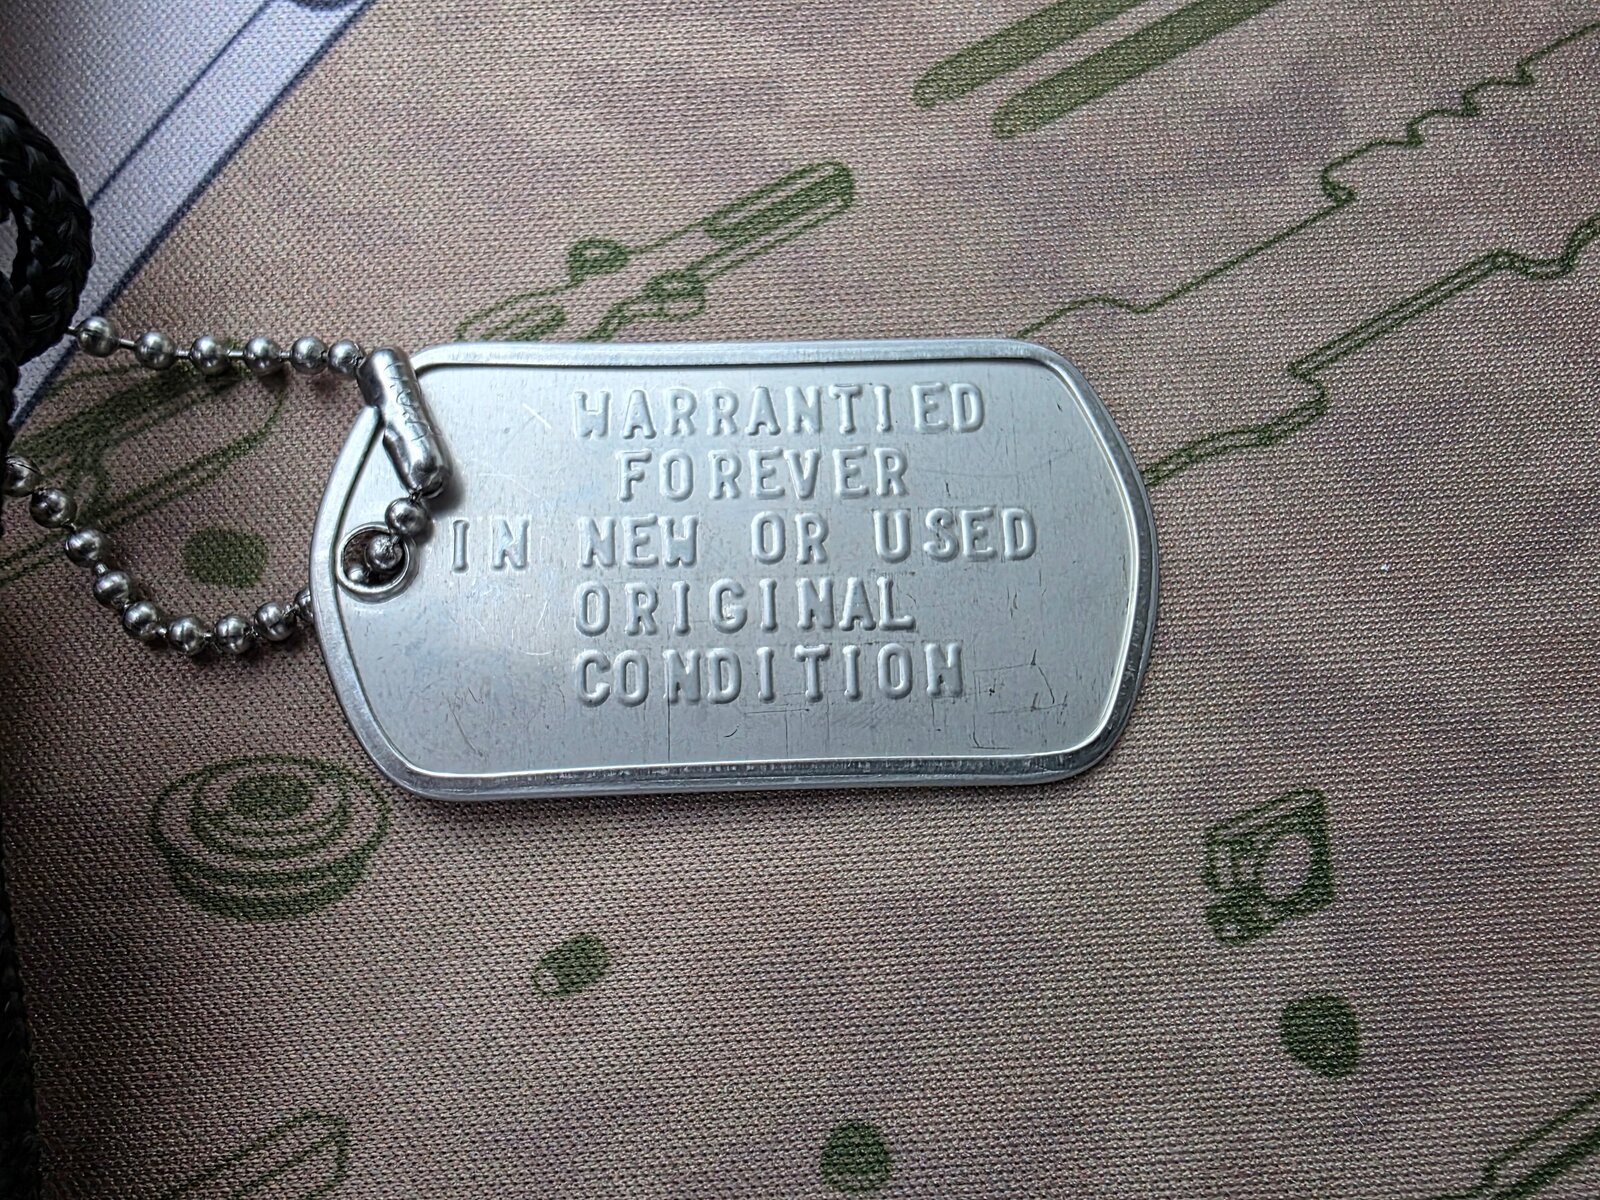 WARRANTIED
FOREVER
IN NEW OR USED
ORIGINAL
CONDITION